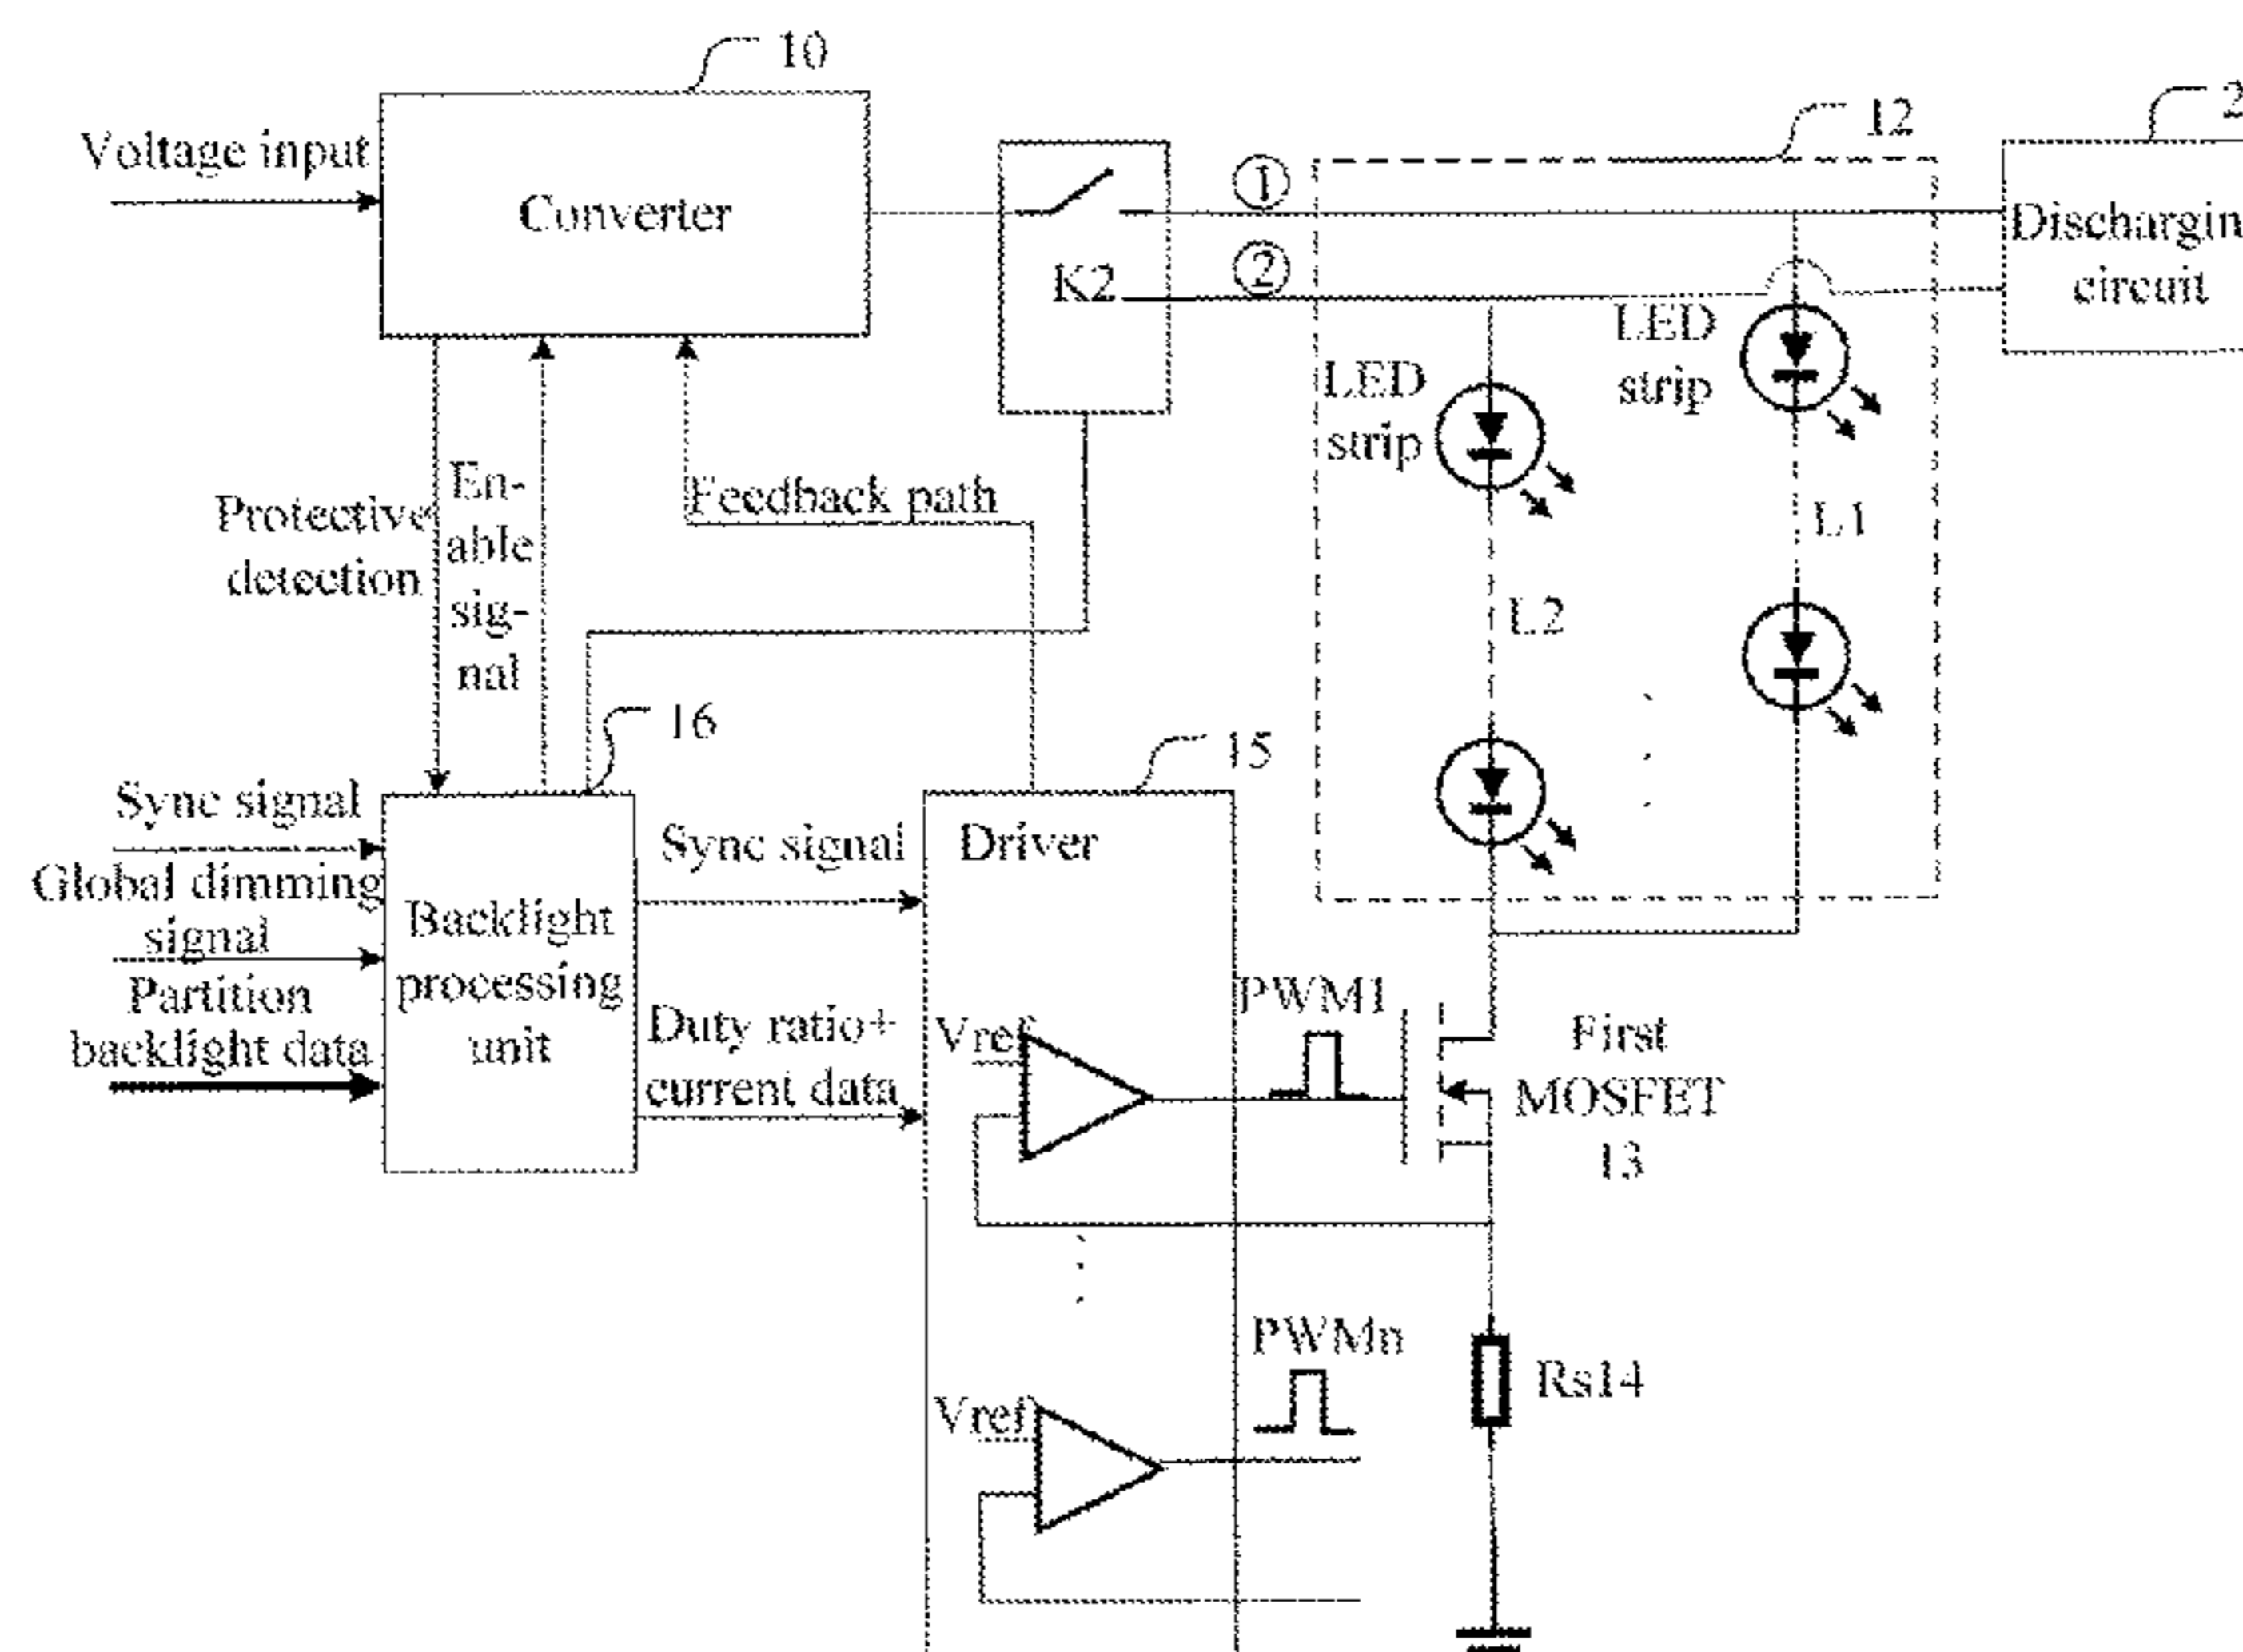 10
12
2
Voltage input
Converter
1
2
K2
Dischargin
circuit
LED
strip
LED
strip
L1
L2
Protective
detection
En-
able
sig-
nal
Feedback path
16
15
Sync signal
Global dimming
signal
Partition
backlight data
Backlight
processing
unit
Sync signal
Duty ratio+
current data
Driver
Vref
PWM1
First
MOSFET
13
PWMn
Vref
Rs14